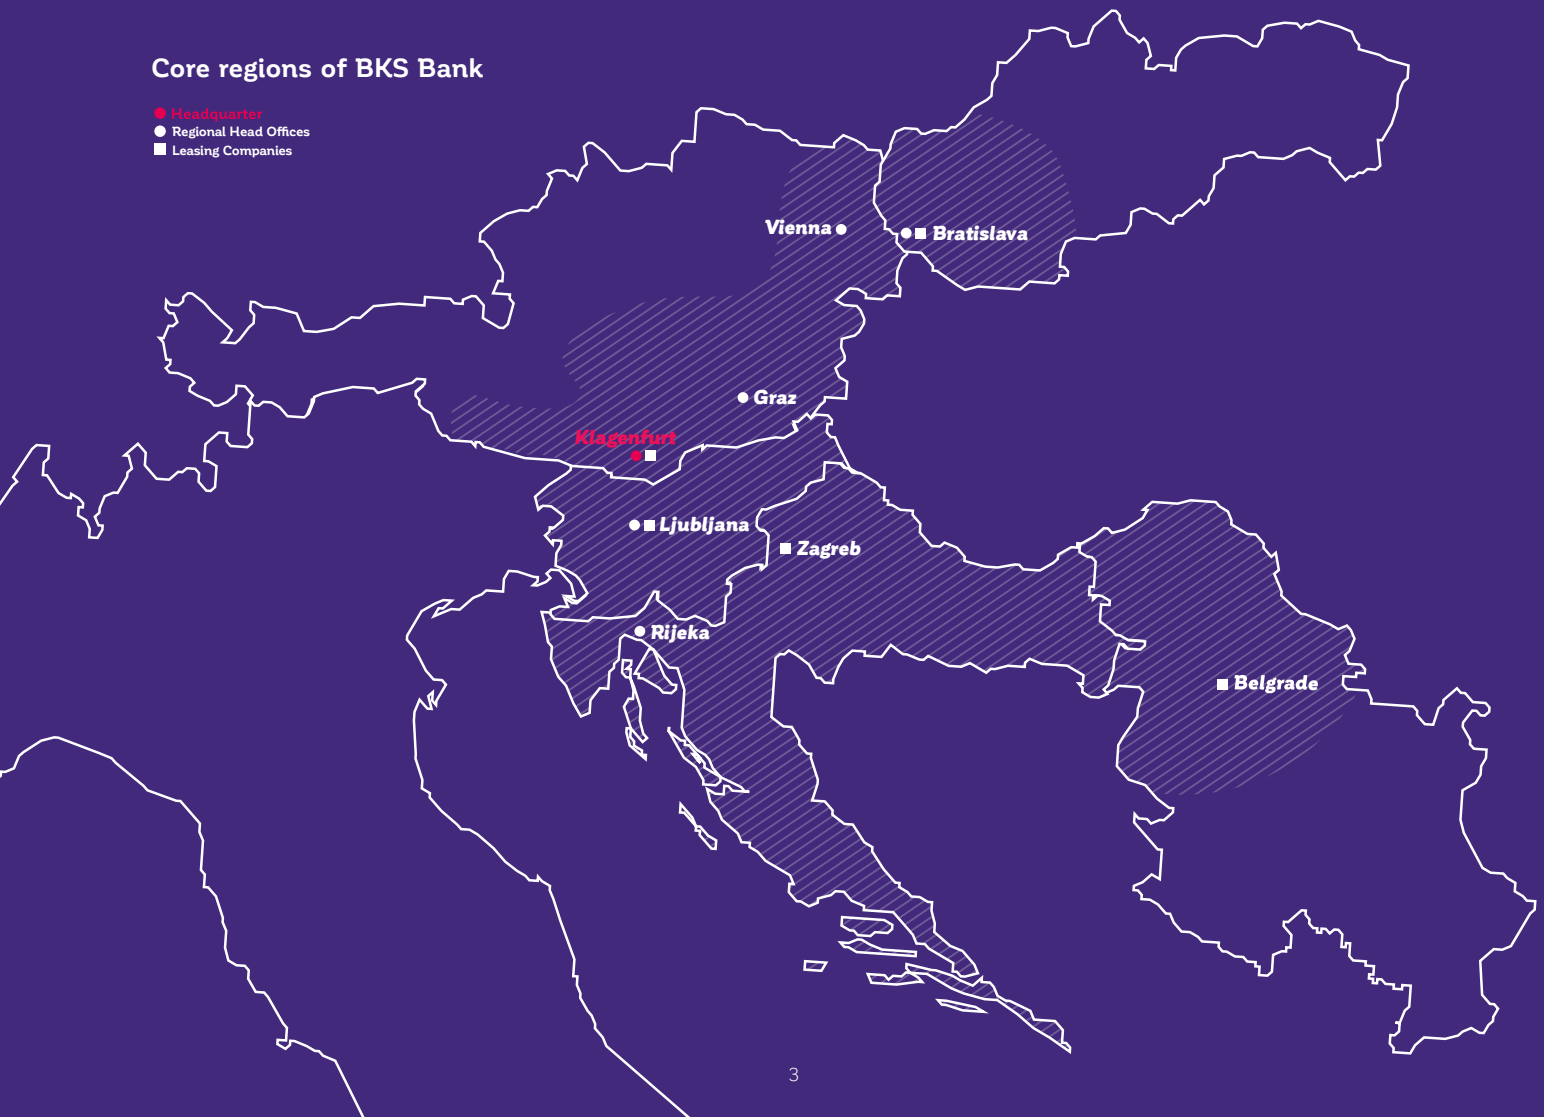 Core regions of BKS Bank
Headquarter
Regional Head Offices
Leasing Companies
Vienna
Bratislava
Graz
Klagenfurt
Ljubljana
Zagreb
Rijeka
Belgrade
3